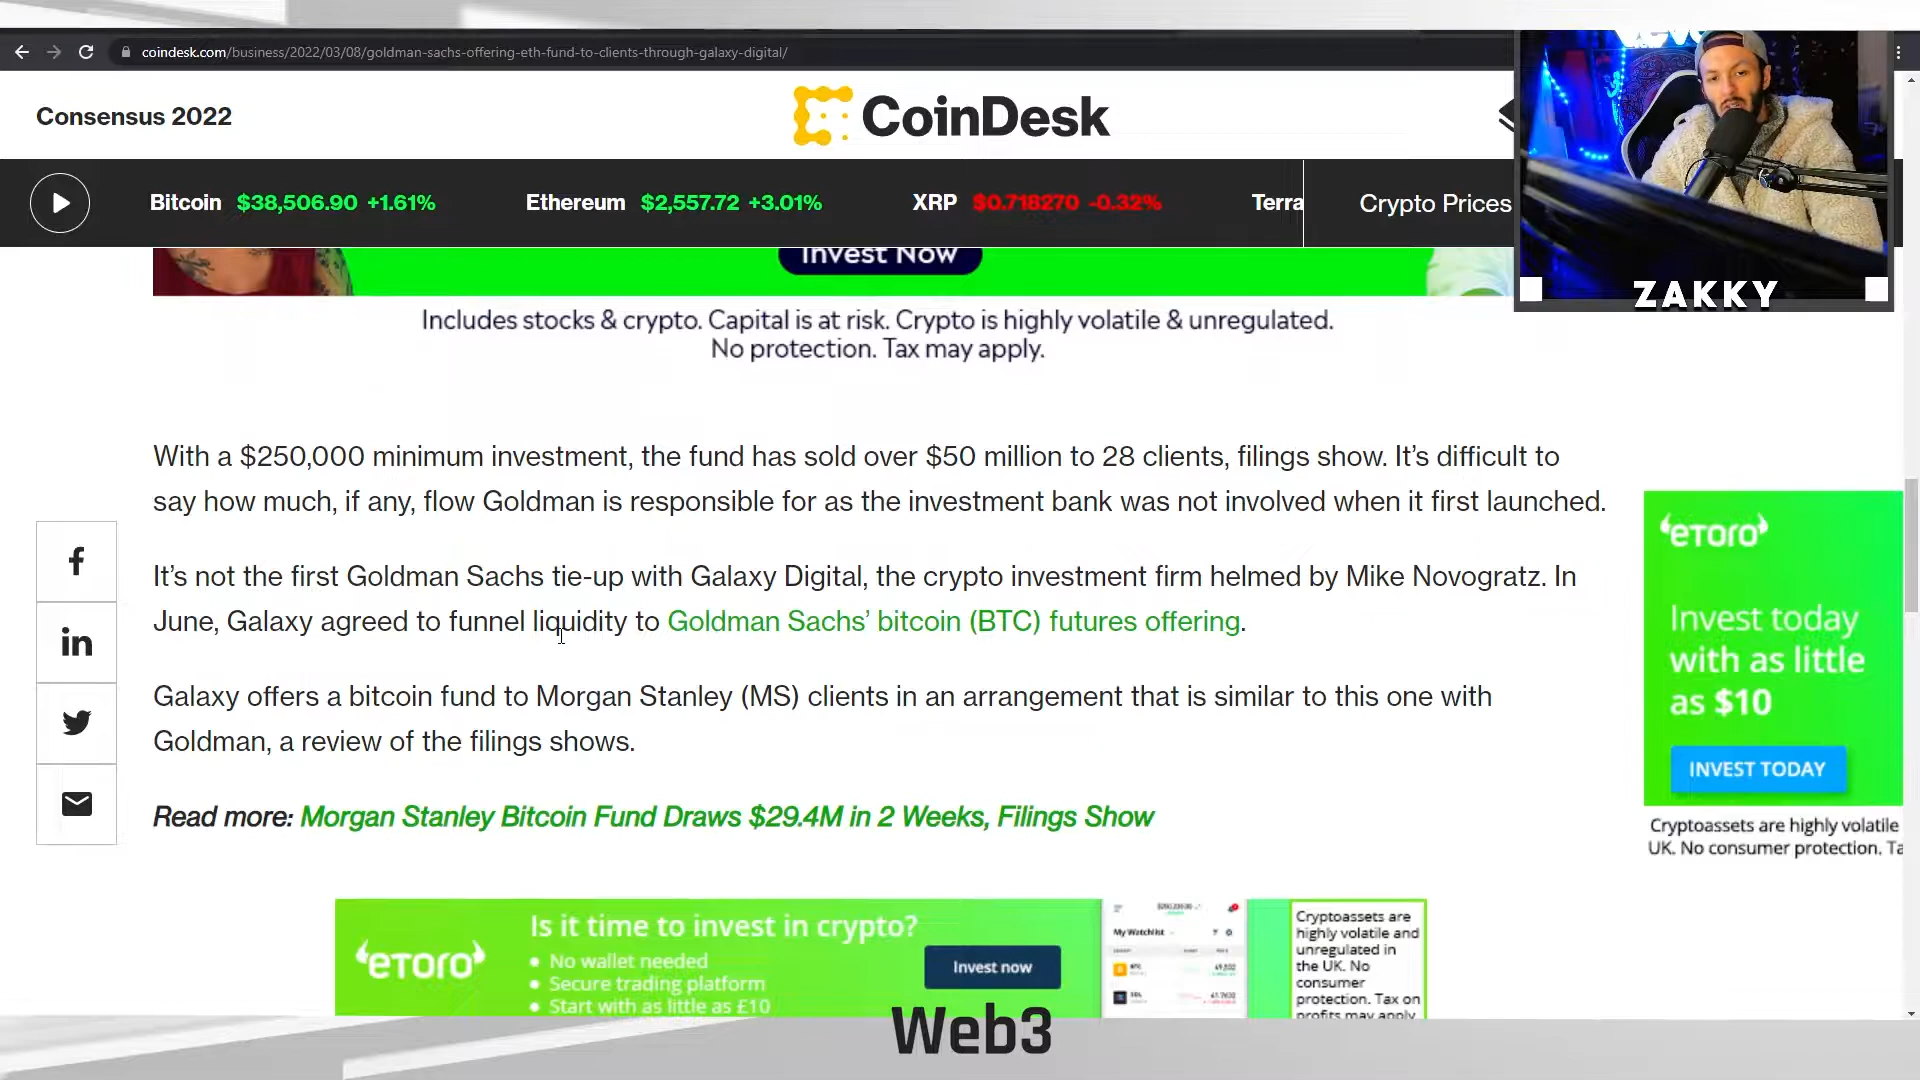 coindesk.com/business/2022/03/08/goldman-sachs-offering-eth-fund-to-clients-through-galaxy-digital/
Consensus 2022
CoinDesk
Bitcoin $38,506.90 +1.61%
Ethereum $2,557.72 +3.01%
XRP $0.718270 -0.32%
Terra
Crypto Prices
ZAKKY
Invest Now
Includes stocks & crypto. Capital is at risk. Crypto is highly volatile & unregulated.
No protection. Tax may apply.
With a $250,000 minimum investment, the fund has sold over $50 million to 28 clients, filings show. It’s difficult to
say how much, if any, flow Goldman is responsible for as the investment bank was not involved when it first launched.
It’s not the first Goldman Sachs tie-up with Galaxy Digital, the crypto investment firm helmed by Mike Novogratz. In
June, Galaxy agreed to funnel liquidity to Goldman Sachs’ bitcoin (BTC) futures offering.
Galaxy offers a bitcoin fund to Morgan Stanley (MS) clients in an arrangement that is similar to this one with
Goldman, a review of the filings shows.
Read more: Morgan Stanley Bitcoin Fund Draws $29.4M in 2 Weeks, Filings Show
eToro
Invest today
with as little
as $10
INVEST TODAY
Cryptoassets are highly volatile
UK. No consumer protection. Ta
eToro
Is it time to invest in crypto?
No wallet needed
Secure trading platform
Start with as little as £10
Invest now
My Watchlist
Cryptoassets are
highly volatile and
unregulated in
the UK. No
consumer
protection. Tax on
profits may apply.
Web3